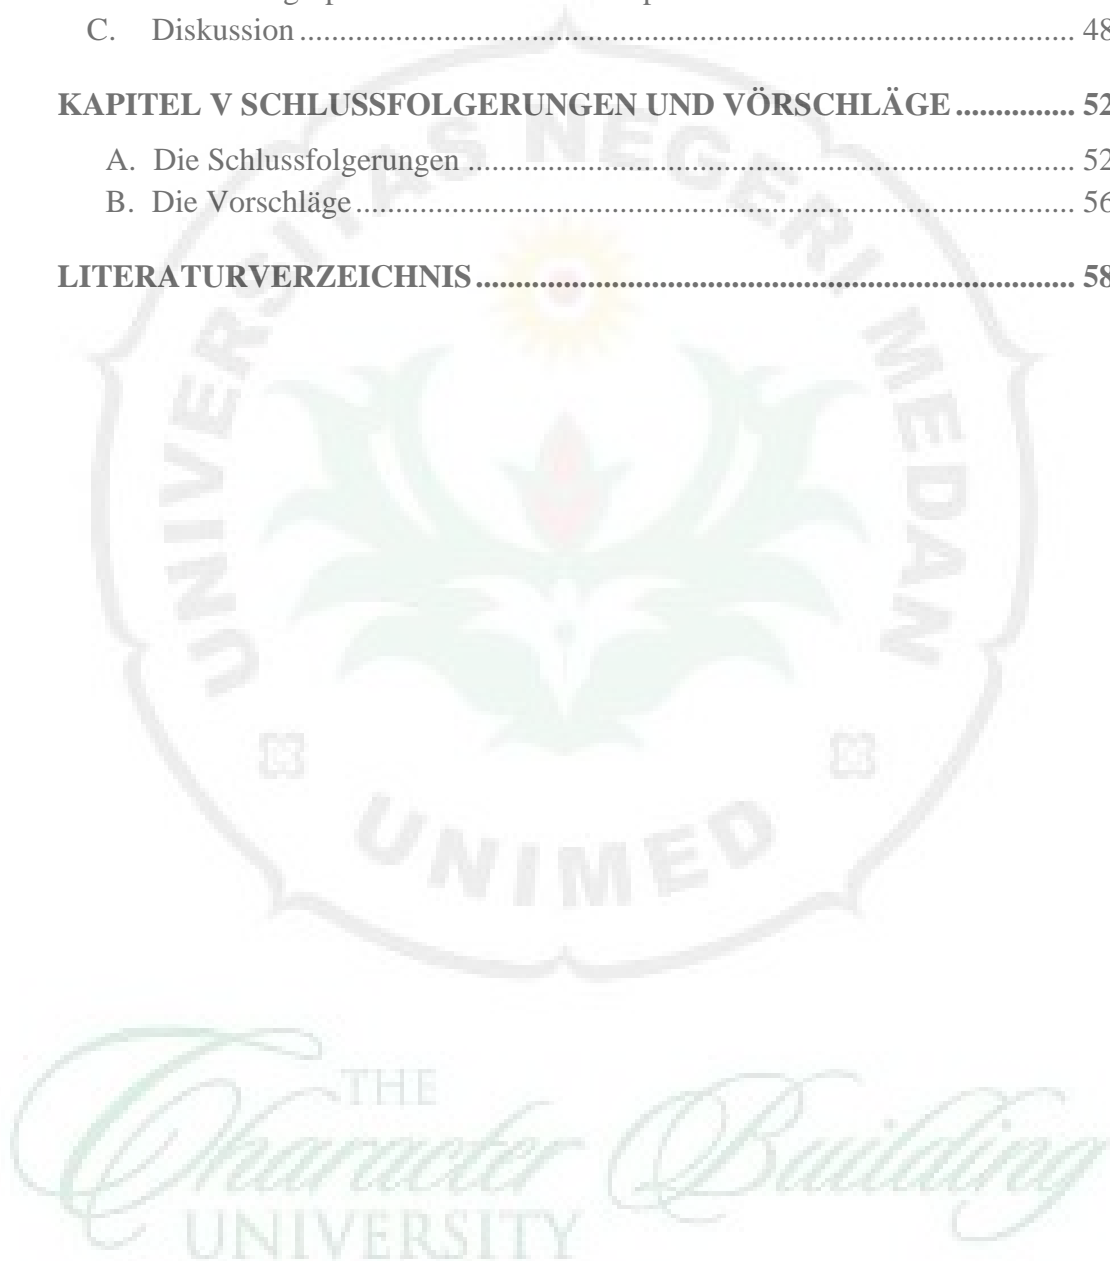 C. Diskussion ................................................................................................ 48
KAPITEL V SCHLUSSFOLGERUNGEN UND VÖRSCHLÄGE ............... 52
A. Die Schlussfolgerungen ............................................................................ 52
B. Die Vorschläge .......................................................................................... 56
LITERATURVERZEICHNIS ........................................................................... 58
UNIVERSITAS NEGERI MEDAN
UNIMED
THE
Character Building
UNIVERSITY